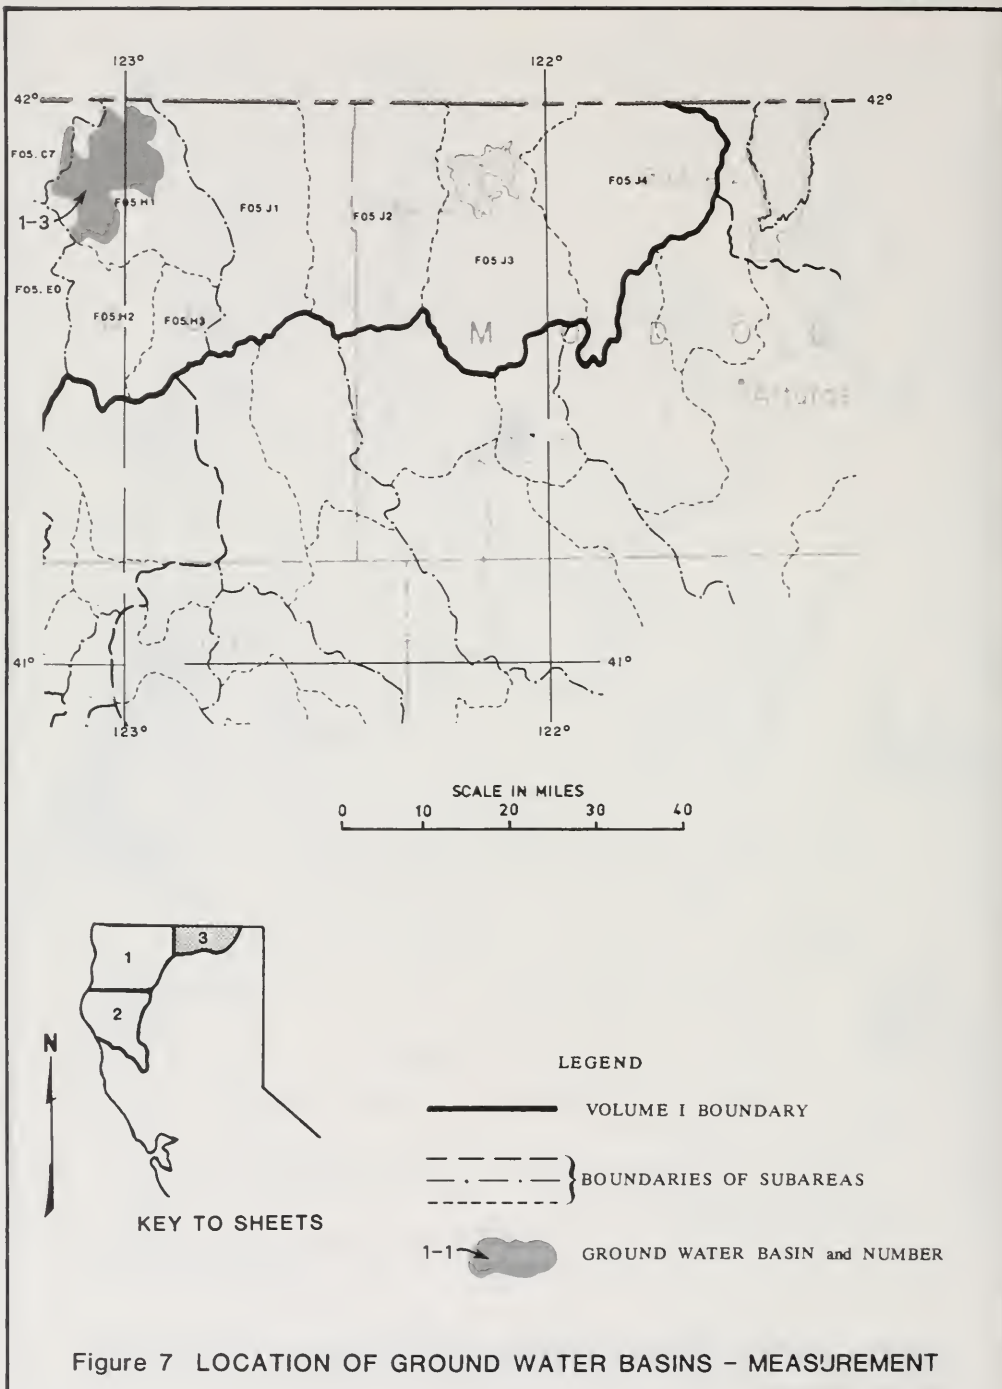 123°
122°
42°
42°
F05.C7
1-3
F05.H1
F05.J1
F05.J2
F05.J3
F05.J4
F05.E0
F05.H2
F05.H3
M O D O C
Alturas
41°
41°
123°
122°
SCALE IN MILES
0 10 20 30 40
1
3
2
N
KEY TO SHEETS
LEGEND
VOLUME I BOUNDARY
BOUNDARIES OF SUBAREAS
1-1
GROUND WATER BASIN and NUMBER
Figure 7 LOCATION OF GROUND WATER BASINS - MEASUREMENT